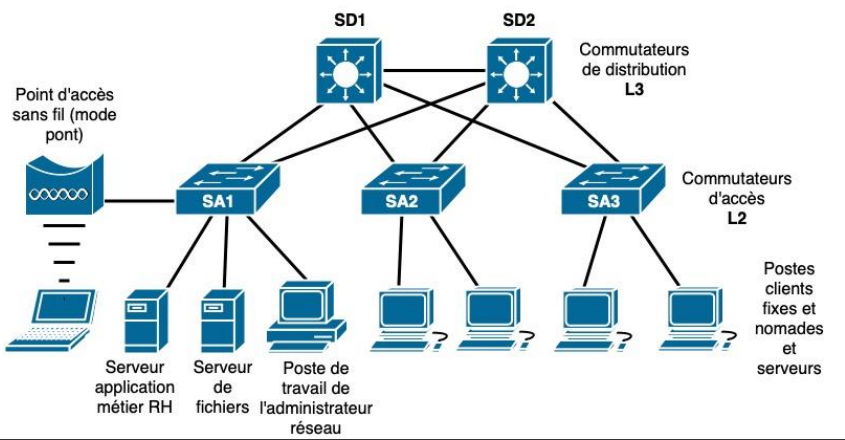 SD1
SD2
Commutateurs
de distribution
L3
Point d'accès
sans fil (mode
pont)
SA1
SA2
SA3
Commutateurs
d'accès
L2
Postes
clients
fixes et
nomades
et
serveurs
Serveur
application
métier RH
Serveur
de
fichiers
Poste de
travail de
l'administrateur
réseau